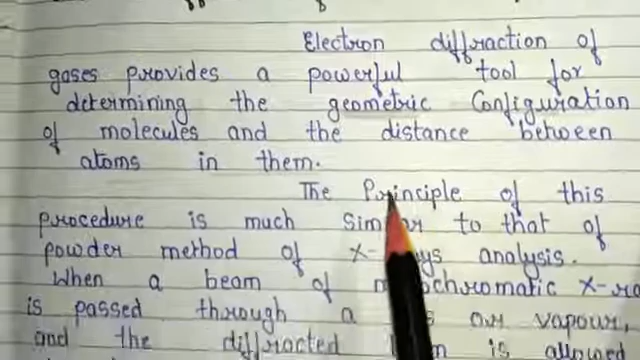 Electron diffraction of
gases provides a powerful tool for
determining the geometric Configuration
of molecules and the distance between
atoms in them.
The Principle of this
procedure is much to that of
powder method of analysis.
When a beam of
is passed through a or vapour,
and the diffracted is allowed